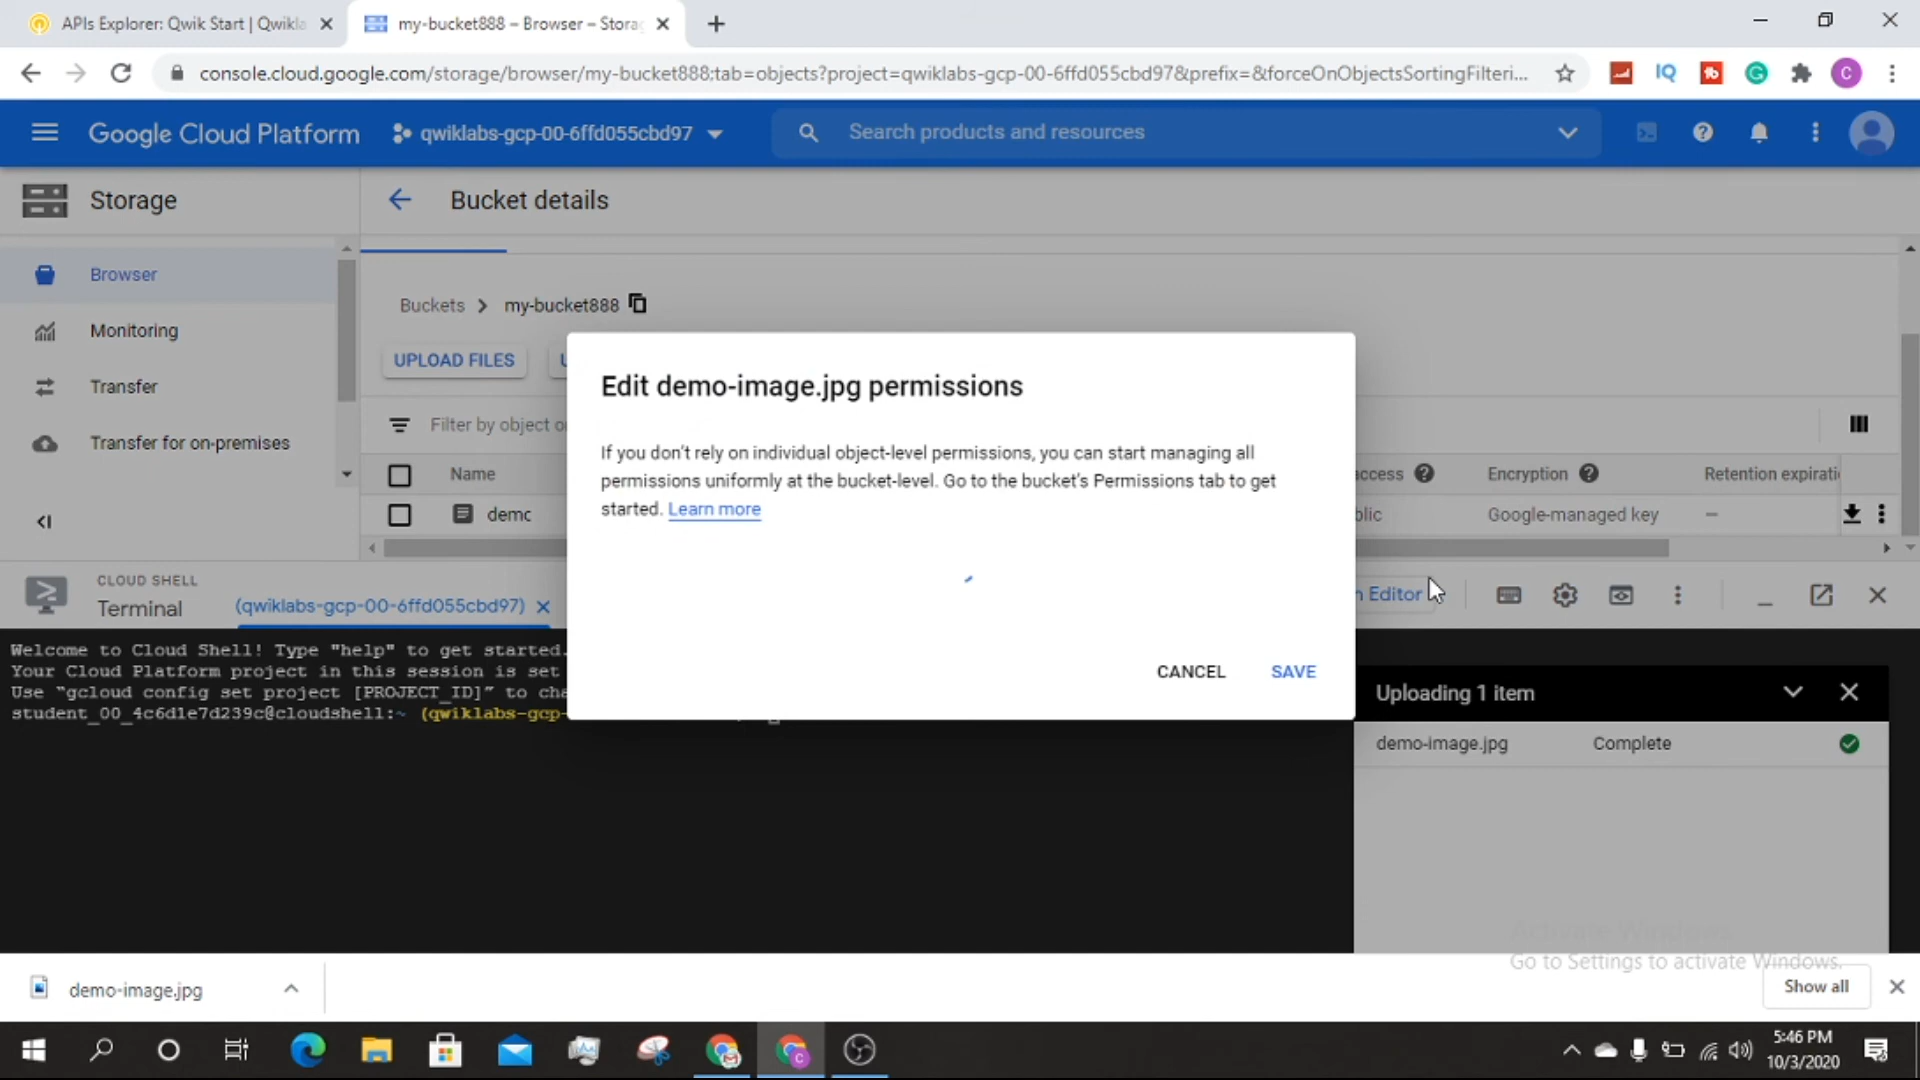 APIs Explorer: Qwik Start | Qwikla
my-bucket888 – Browser – Stora
console.cloud.google.com/storage/browser/my-bucket888;tab=objects?project=qwiklabs-gcp-00-6ffd055cbd97&prefix=&forceOnObjectsSortingFilteri...
IQ
C
Google Cloud Platform
qwiklabs-gcp-00-6ffd055cbd97
Search products and resources
Storage
Bucket details
Browser
Monitoring
Transfer
Transfer for on-premises
Buckets
my-bucket888
UPLOAD FILES
U
Filter by object o
Name
ccess
Encryption
Retention expirati
demo
blic
Google-managed key
—
Edit demo-image.jpg permissions
If you don't rely on individual object-level permissions, you can start managing all
permissions uniformly at the bucket-level. Go to the bucket's Permissions tab to get
started. Learn more
CANCEL
SAVE
CLOUD SHELL
Terminal
(qwiklabs-gcp-00-6ffd055cbd97)
n Editor
Welcome to Cloud Shell! Type "help" to get started.
Your Cloud Platform project in this session is set
Use "gcloud config set project [PROJECT_ID]" to cha
student_00_4c6d1e7d239c@cloudshell:~ (qwiklabs-gcp-
Uploading 1 item
demo-image.jpg
Complete
Activate Windows
Go to Settings to activate Windows.
demo-image.jpg
Show all
5:46 PM
10/3/2020